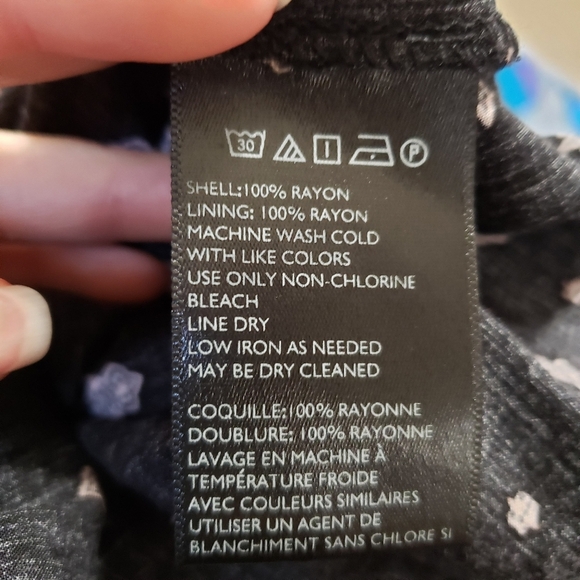 30 P
SHELL:100% RAYON
LINING: 100% RAYON
MACHINE WASH COLD
WITH LIKE COLORS
USE ONLY NON-CHLORINE
BLEACH
LINE DRY
LOW IRON AS NEEDED
MAY BE DRY CLEANED
COQUILLE:100% RAYONNE
DOUBLURE: 100% RAYONNE
LAVAGE EN MACHINE À
TEMPÉRATURE FROIDE
AVEC COULEURS SIMILAIRES
UTILISER UN AGENT DE
BLANCHIMENT SANS CHLORE SI